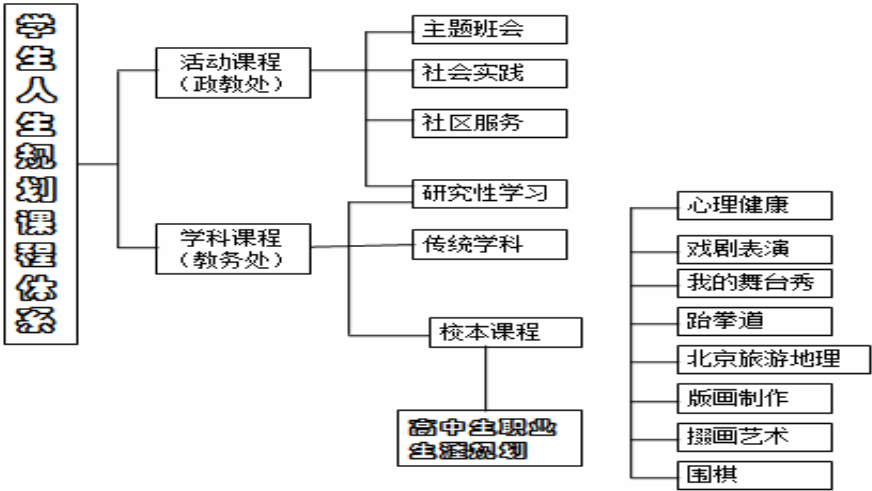 学生人生规划课程体系
活动课程
（政教处）
主题班会
社会实践
社区服务
研究性学习
学科课程
（教务处）
传统学科
校本课程
高中生职业
生涯规划
心理健康
戏剧表演
我的舞台秀
跆拳道
北京旅游地理
版画制作
掇画艺术
围棋